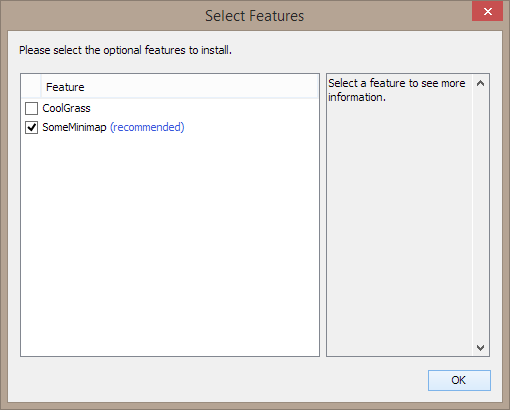 Select Features
Please select the optional features to install.
Feature
CoolGrass
SomeMinimap (recommended)
Select a feature to see more
information.
OK